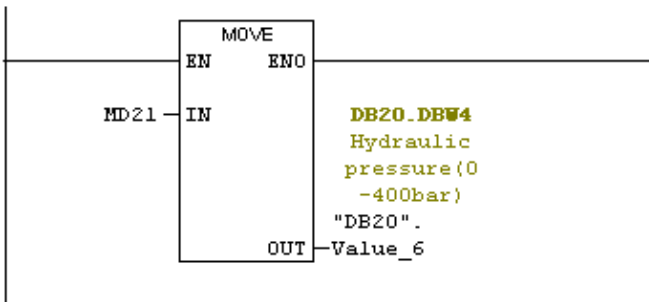 MOVE
EN ENO
MD21 IN
DB20.DBW4
Hydraulic
pressure(0
-400bar)
"DB20".
OUT Value_6